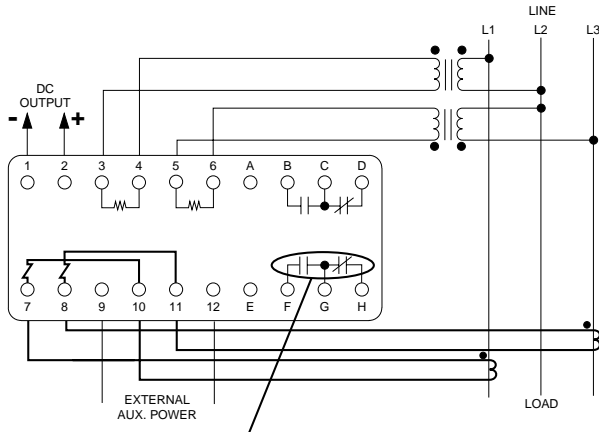 LINE
L1 L2 L3
DC
OUTPUT
- +
1 2 3 4 5 6 A B C D
7 8 9 10 11 12 E F G H
EXTERNAL
AUX. POWER
LOAD